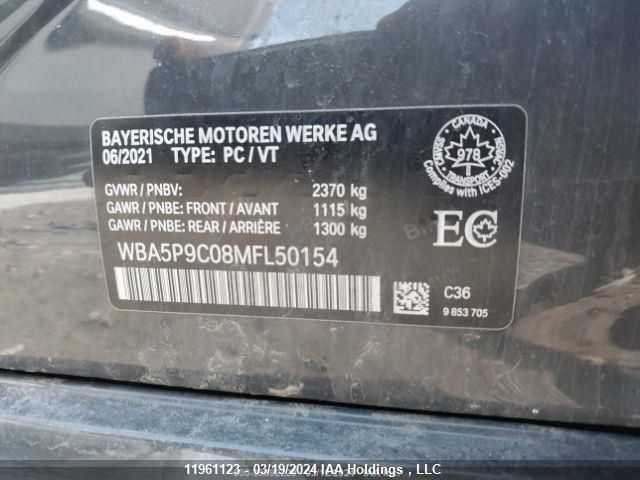 BAYERISCHE MOTOREN WERKE AG
06/2021 TYPE: PC / VT
GVWR / PNBV: 2370 kg
GAWR / PNBE: FRONT / AVANT 1115 kg
GAWR / PNBE: REAR / ARRIÈRE 1300 kg
WBA5P9C08MFL50154
CANADA
978
TRANSPORT
Complies with ICES-002
EC
C36
9 853 705
11961123 - 03/19/2024 IAA Holdings , LLC